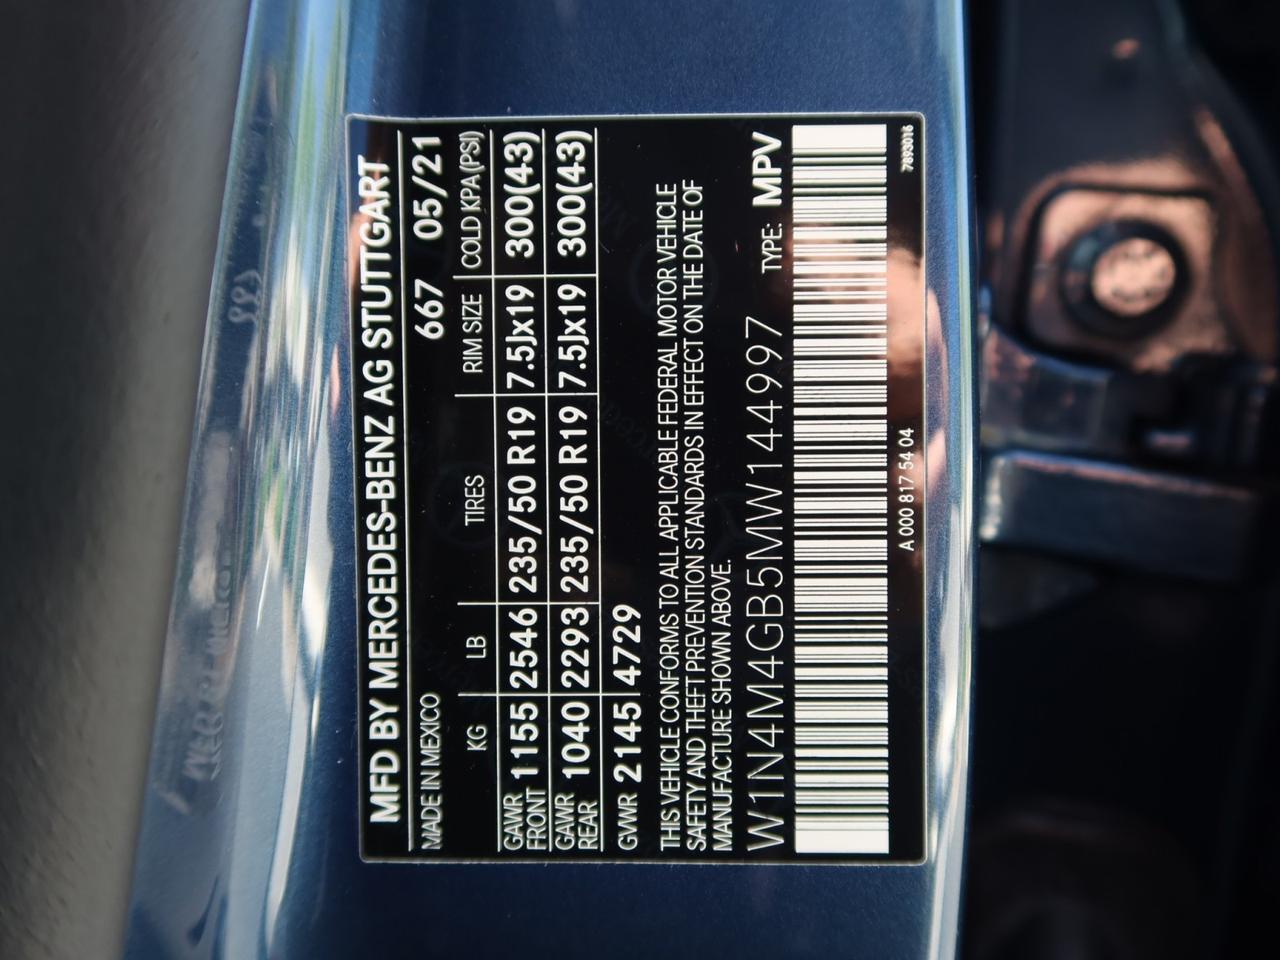 MFD BY MERCEDES-BENZ AG STUTTGART
MADE IN MEXICO 667 05/21
KG LB TIRES RIM SIZE COLD KPA(PSI)
GAWR FRONT 1155 2546 235/50 R19 7.5Jx19 300(43)
GAWR REAR 1040 2293 235/50 R19 7.5Jx19 300(43)
GVWR 2145 4729
THIS VEHICLE CONFORMS TO ALL APPLICABLE FEDERAL MOTOR VEHICLE
SAFETY AND THEFT PREVENTION STANDARDS IN EFFECT ON THE DATE OF
MANUFACTURE SHOWN ABOVE.
W1N4M4GB5MW144997 TYPE: MPV
A 000 817 54 04 7893016